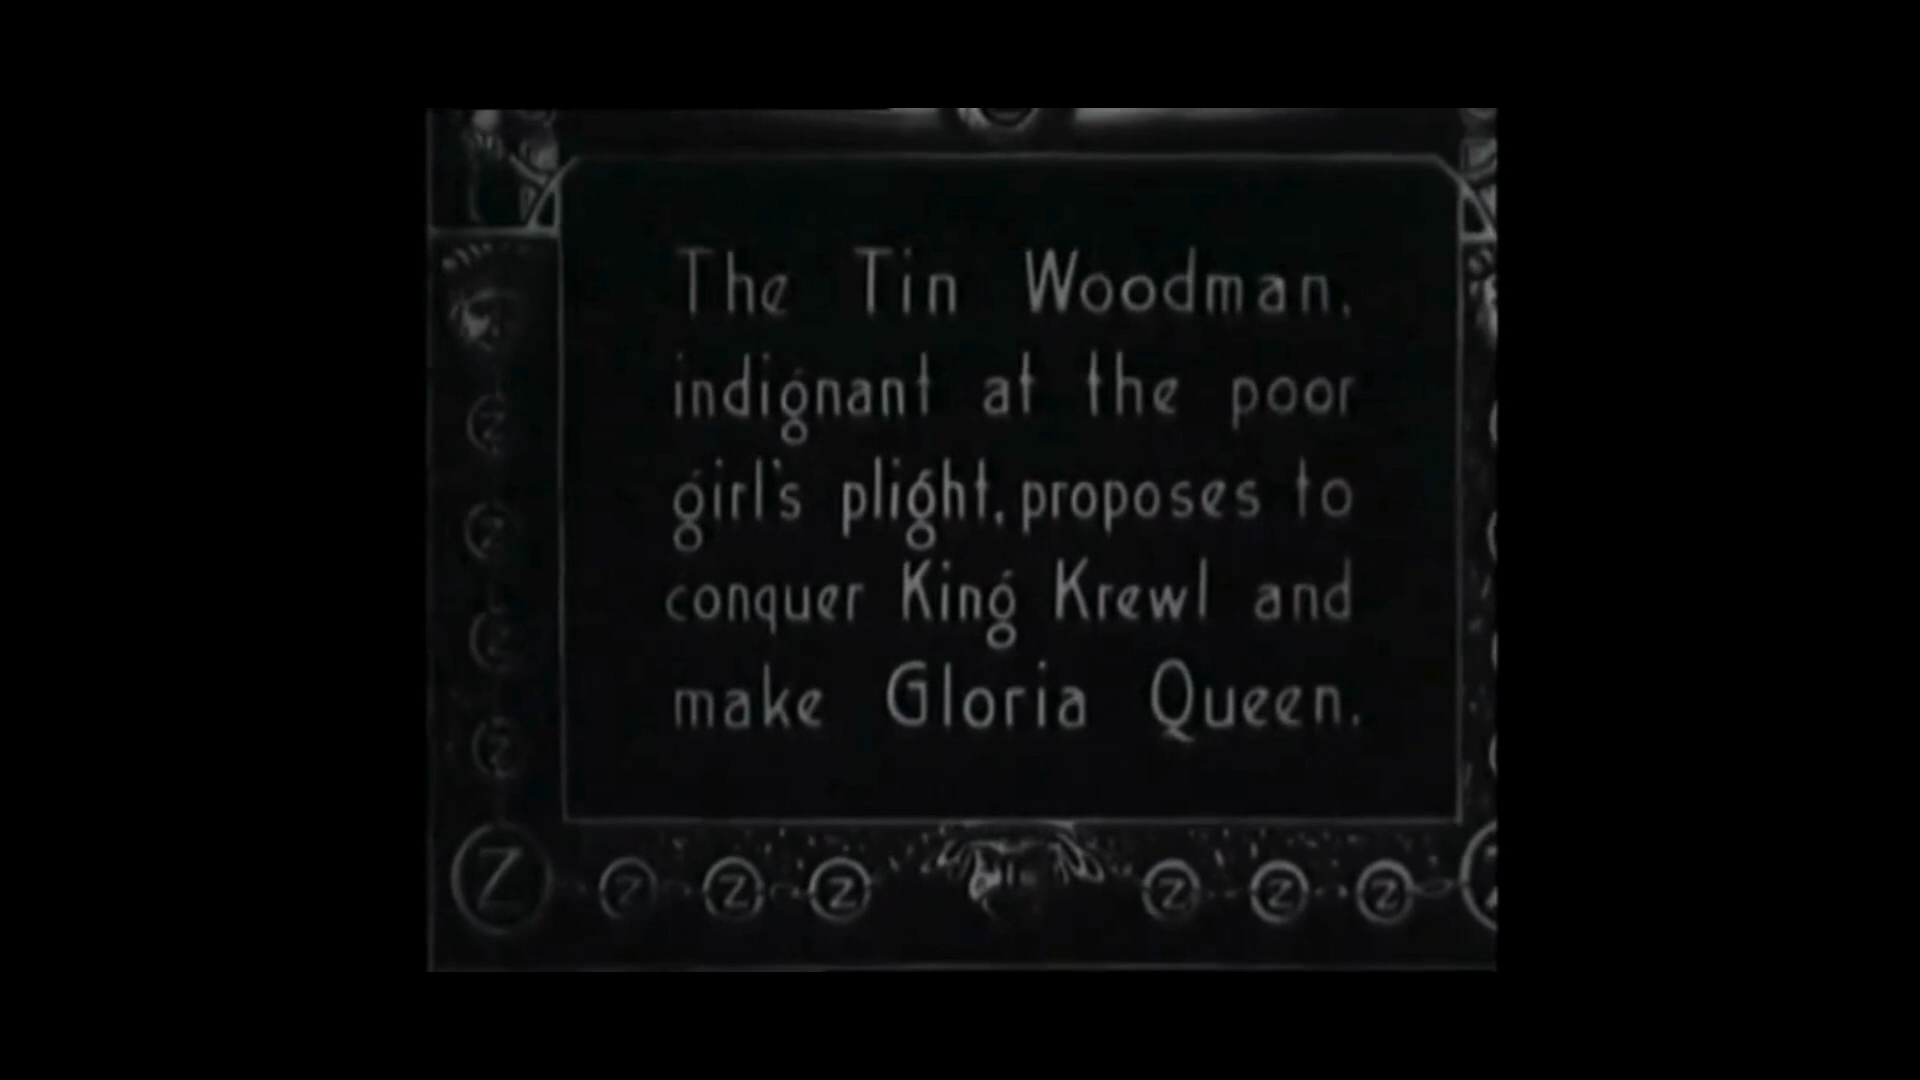 The Tin Woodman,
indignant at the poor
girl's plight, proposes to
conquer King Krewl and
make Gloria Queen.
Z Z Z Z
Z Z Z Z Z Z Z